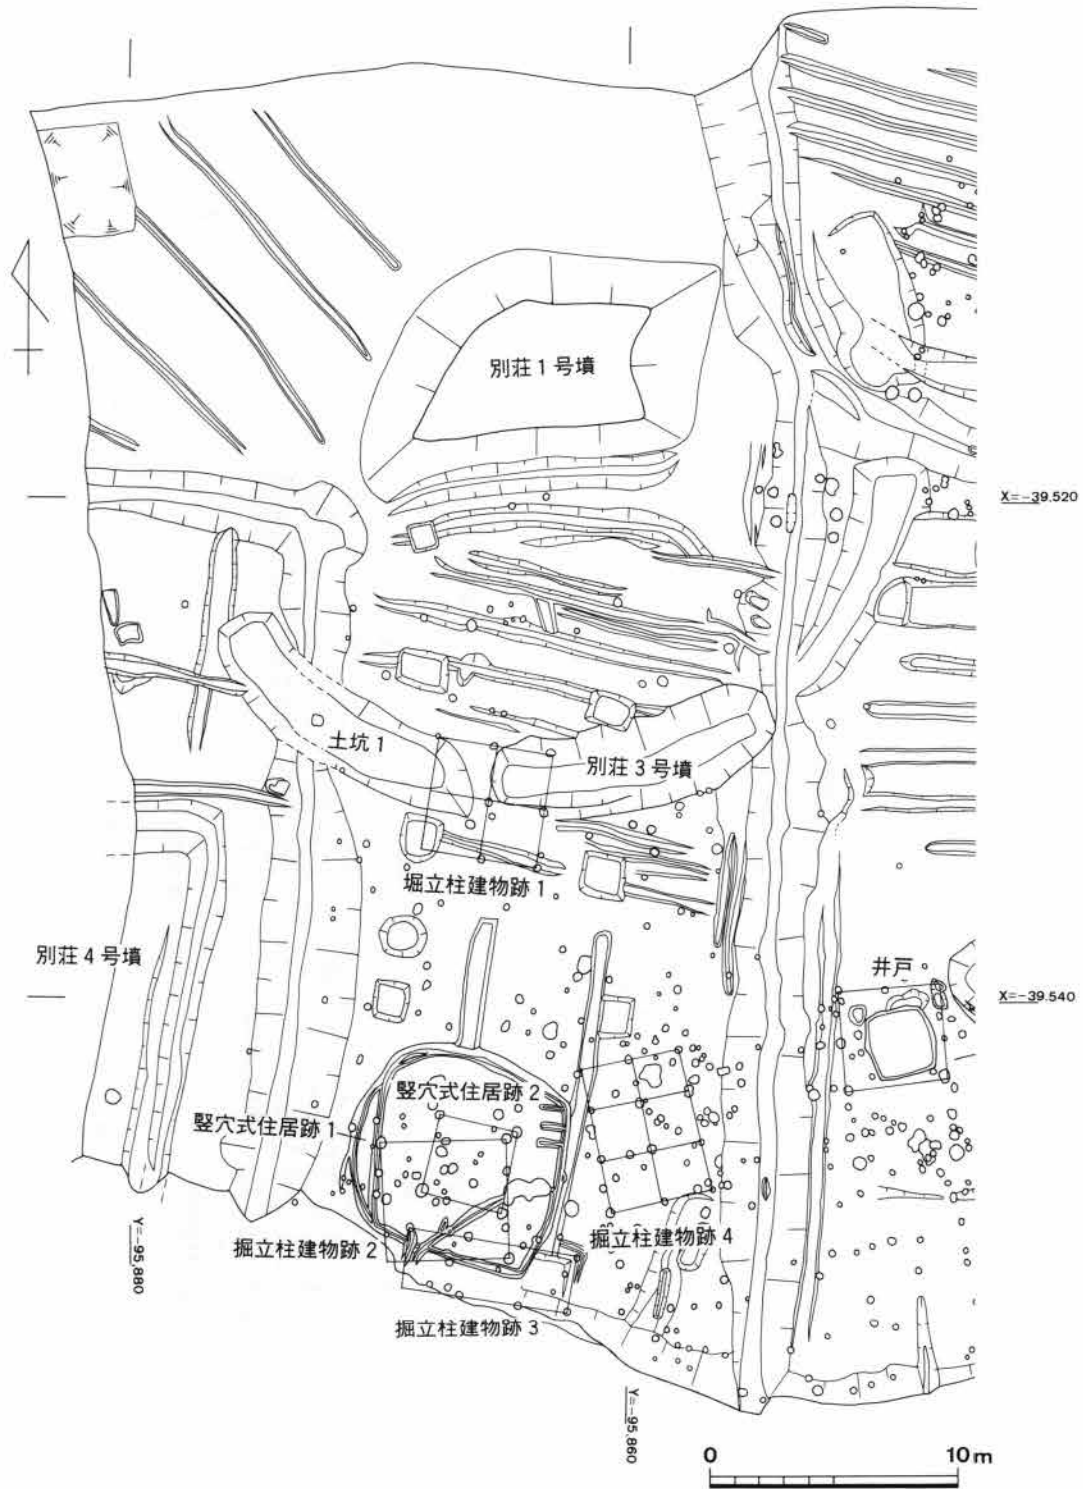 別荘1号墳
X=-39.520
土坑1
別荘3号墳
堀立柱建物跡1
別荘4号墳
井戸
X=-39.540
竪穴式住居跡2
竪穴式住居跡1
掘立柱建物跡2
掘立柱建物跡4
掘立柱建物跡3
Y=-95.880
Y=-95.860
0 10m